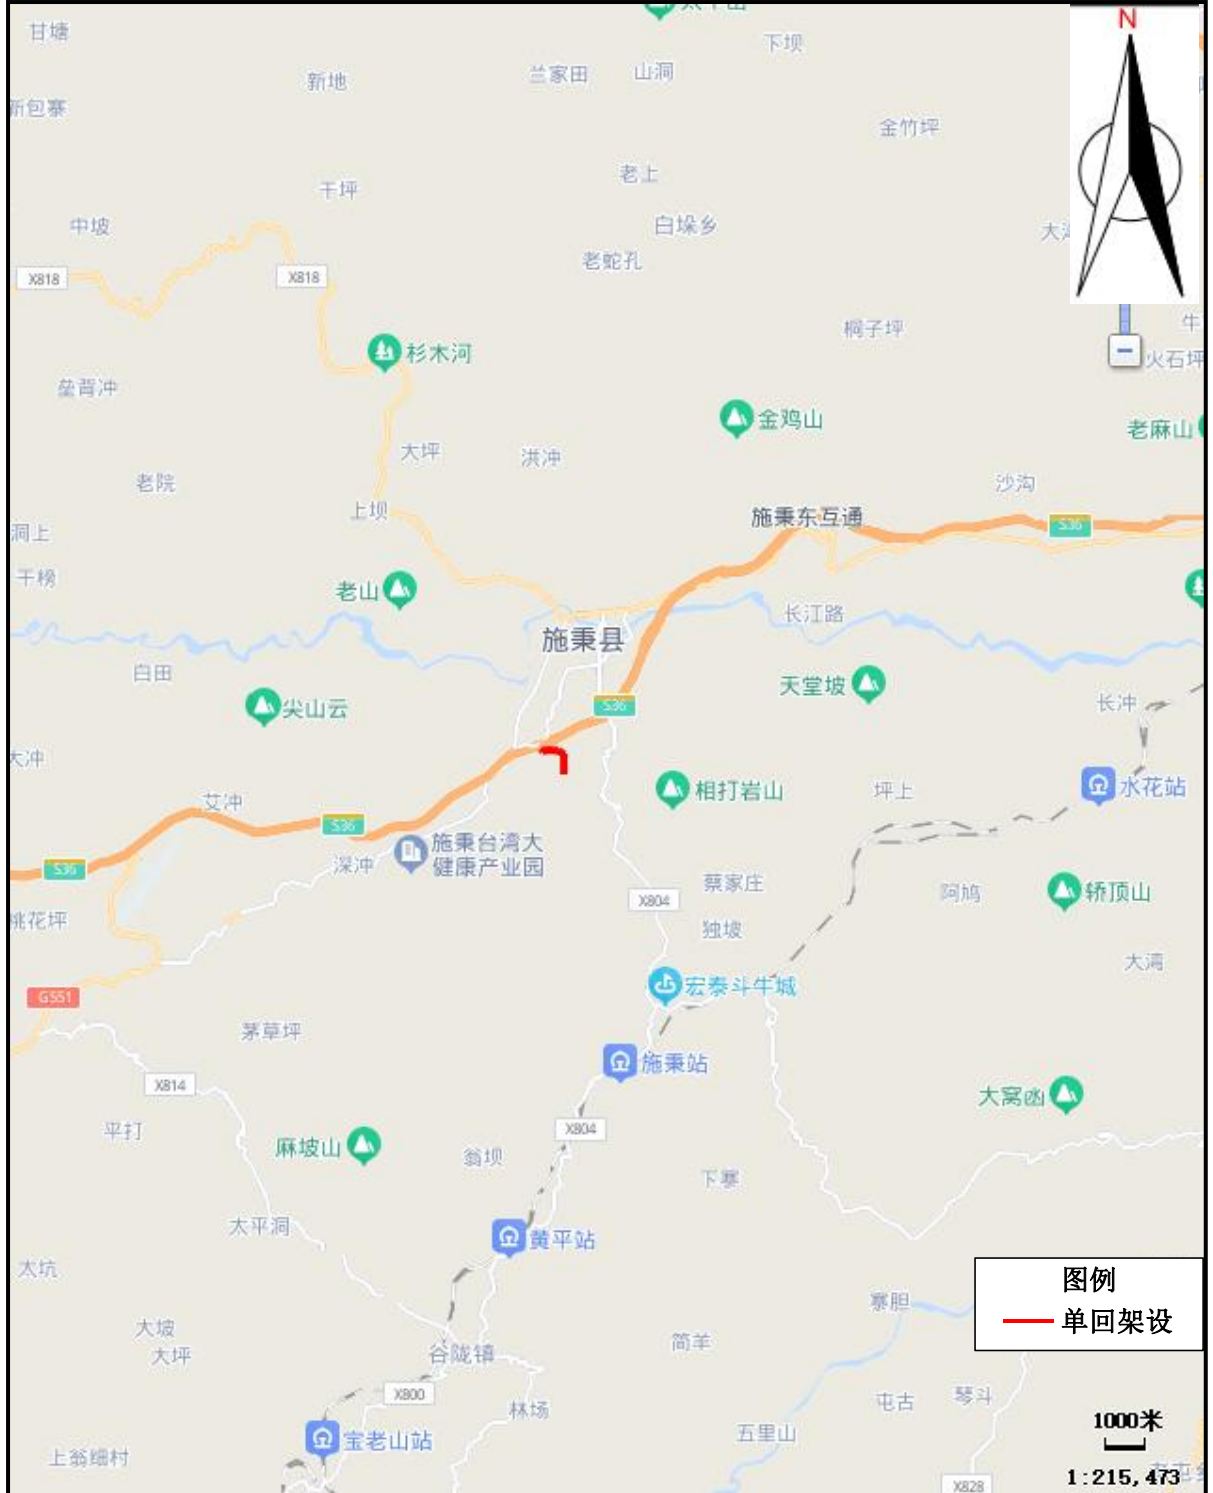 太平山
N
甘塘
下坝
新地
兰家田
山洞
新包寨
金竹坪
老上
干坪
中坡
白垛乡
老蛇孔
X818
X818
桐子坪
牛
杉木河
火石坪
垒背冲
金鸡山
老麻山
大坪
洪冲
老院
沙沟
上坝
施秉东互通
S36
洞上
干榜
老山
长江路
施秉县
白田
天堂坡
尖山云
S36
长冲
大冲
相打岩山
坪上
水花站
艾冲
S36
施秉台湾大
健康产业园
深冲
S36
蔡家庄
阿鸠
轿顶山
X804
桃花坪
独坡
大湾
宏泰斗牛城
G551
茅草坪
施秉站
X814
大窝凼
平打
X804
麻坡山
翁坝
下寨
太平洞
黄平站
太坑
图例
寨胆
单回架设
大坡
简羊
大坪
谷陇镇
X800
屯古
琴斗
林场
1000米
五里山
宝老山站
上翁细村
1:215,473
X828